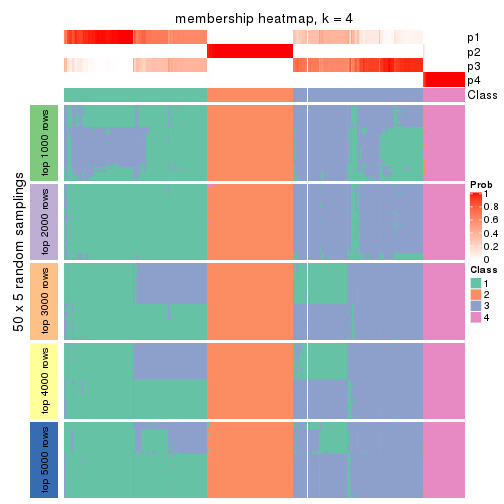 membership heatmap, k = 4
p1
p2
p3
p4
Class
50 x 5 random samplings
top 1000 rows
top 2000 rows
top 3000 rows
top 4000 rows
top 5000 rows
Prob
1
0.8
0.6
0.4
0.2
0
Class
1
2
3
4